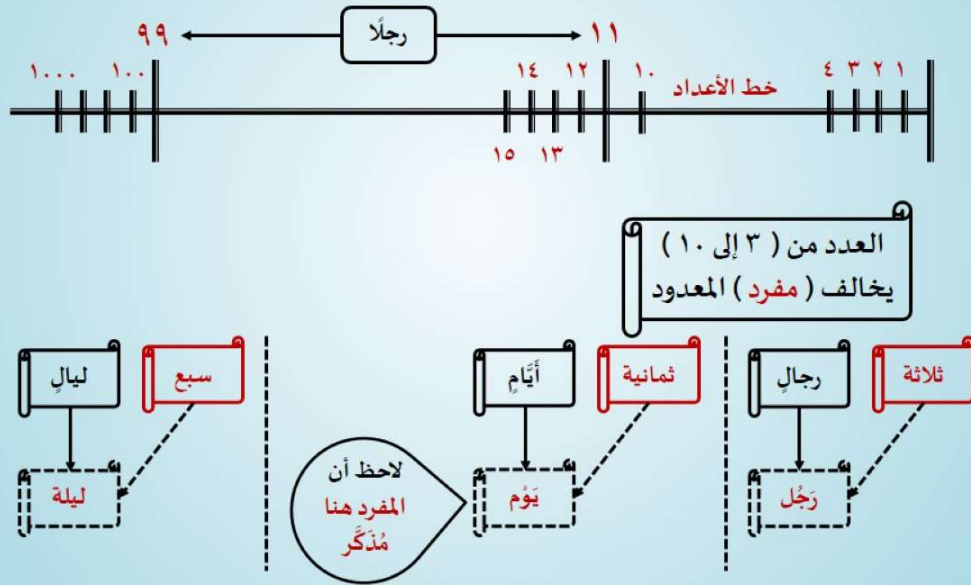 ٩٩ رجلًا ١١
١٠٠٠ ١٠٠ ١٤ ١٢ ١٠ خط الأعداد ٤ ٣ ٢ ١
١٥ ١٣
العدد من ( ٣ إلى ١٠ )
يخالف ( مفرد ) المعدود
ثلاثة رجالٍ
رَجُل
ثمانية أَيَّامٍ
يَوْم
لاحظ أن
المفرد هنا
مُذَكَّر
سبع ليالٍ
ليلة